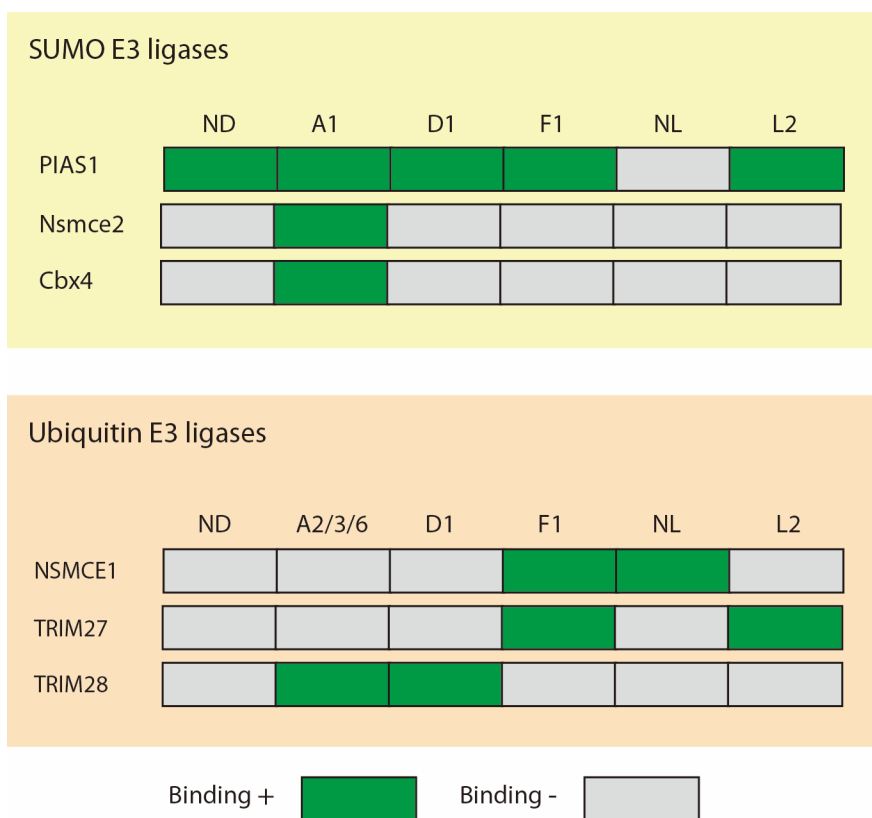 SUMO E3 ligases
ND A1 D1 F1 NL L2
PIAS1
Nsmce2
Cbx4
Ubiquitin E3 ligases
ND A2/3/6 D1 F1 NL L2
NSMCE1
TRIM27
TRIM28
Binding + Binding -